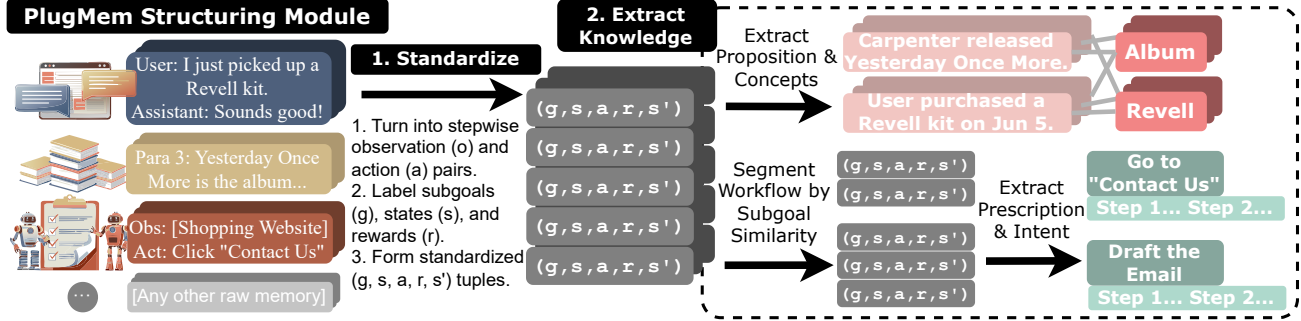 PlugMem Structuring Module
User: I just picked up a
Revell kit.
Assistant: Sounds good!
Para 3: Yesterday Once
More is the album...
Obs: [Shopping Website]
Act: Click "Contact Us"
[Any other raw memory]
1. Standardize
1. Turn into stepwise
observation (o) and
action (a) pairs.
2. Label subgoals
(g), states (s), and
rewards (r).
3. Form standardized
(g, s, a, r, s') tuples.
2. Extract
Knowledge
(g,s,a,r,s')
(g,s,a,r,s')
(g,s,a,r,s')
(g,s,a,r,s')
(g,s,a,r,s')
Extract
Proposition &
Concepts
Carpenter released
Yesterday Once More.
User purchased a
Revell kit on Jun 5.
Album
Revell
Segment
Workflow by
Subgoal
Similarity
(g,s,a,r,s')
(g,s,a,r,s')
(g,s,a,r,s')
(g,s,a,r,s')
(g,s,a,r,s')
Extract
Prescription
& Intent
Go to
"Contact Us"
Step 1... Step 2...
Draft the
Email
Step 1... Step 2...